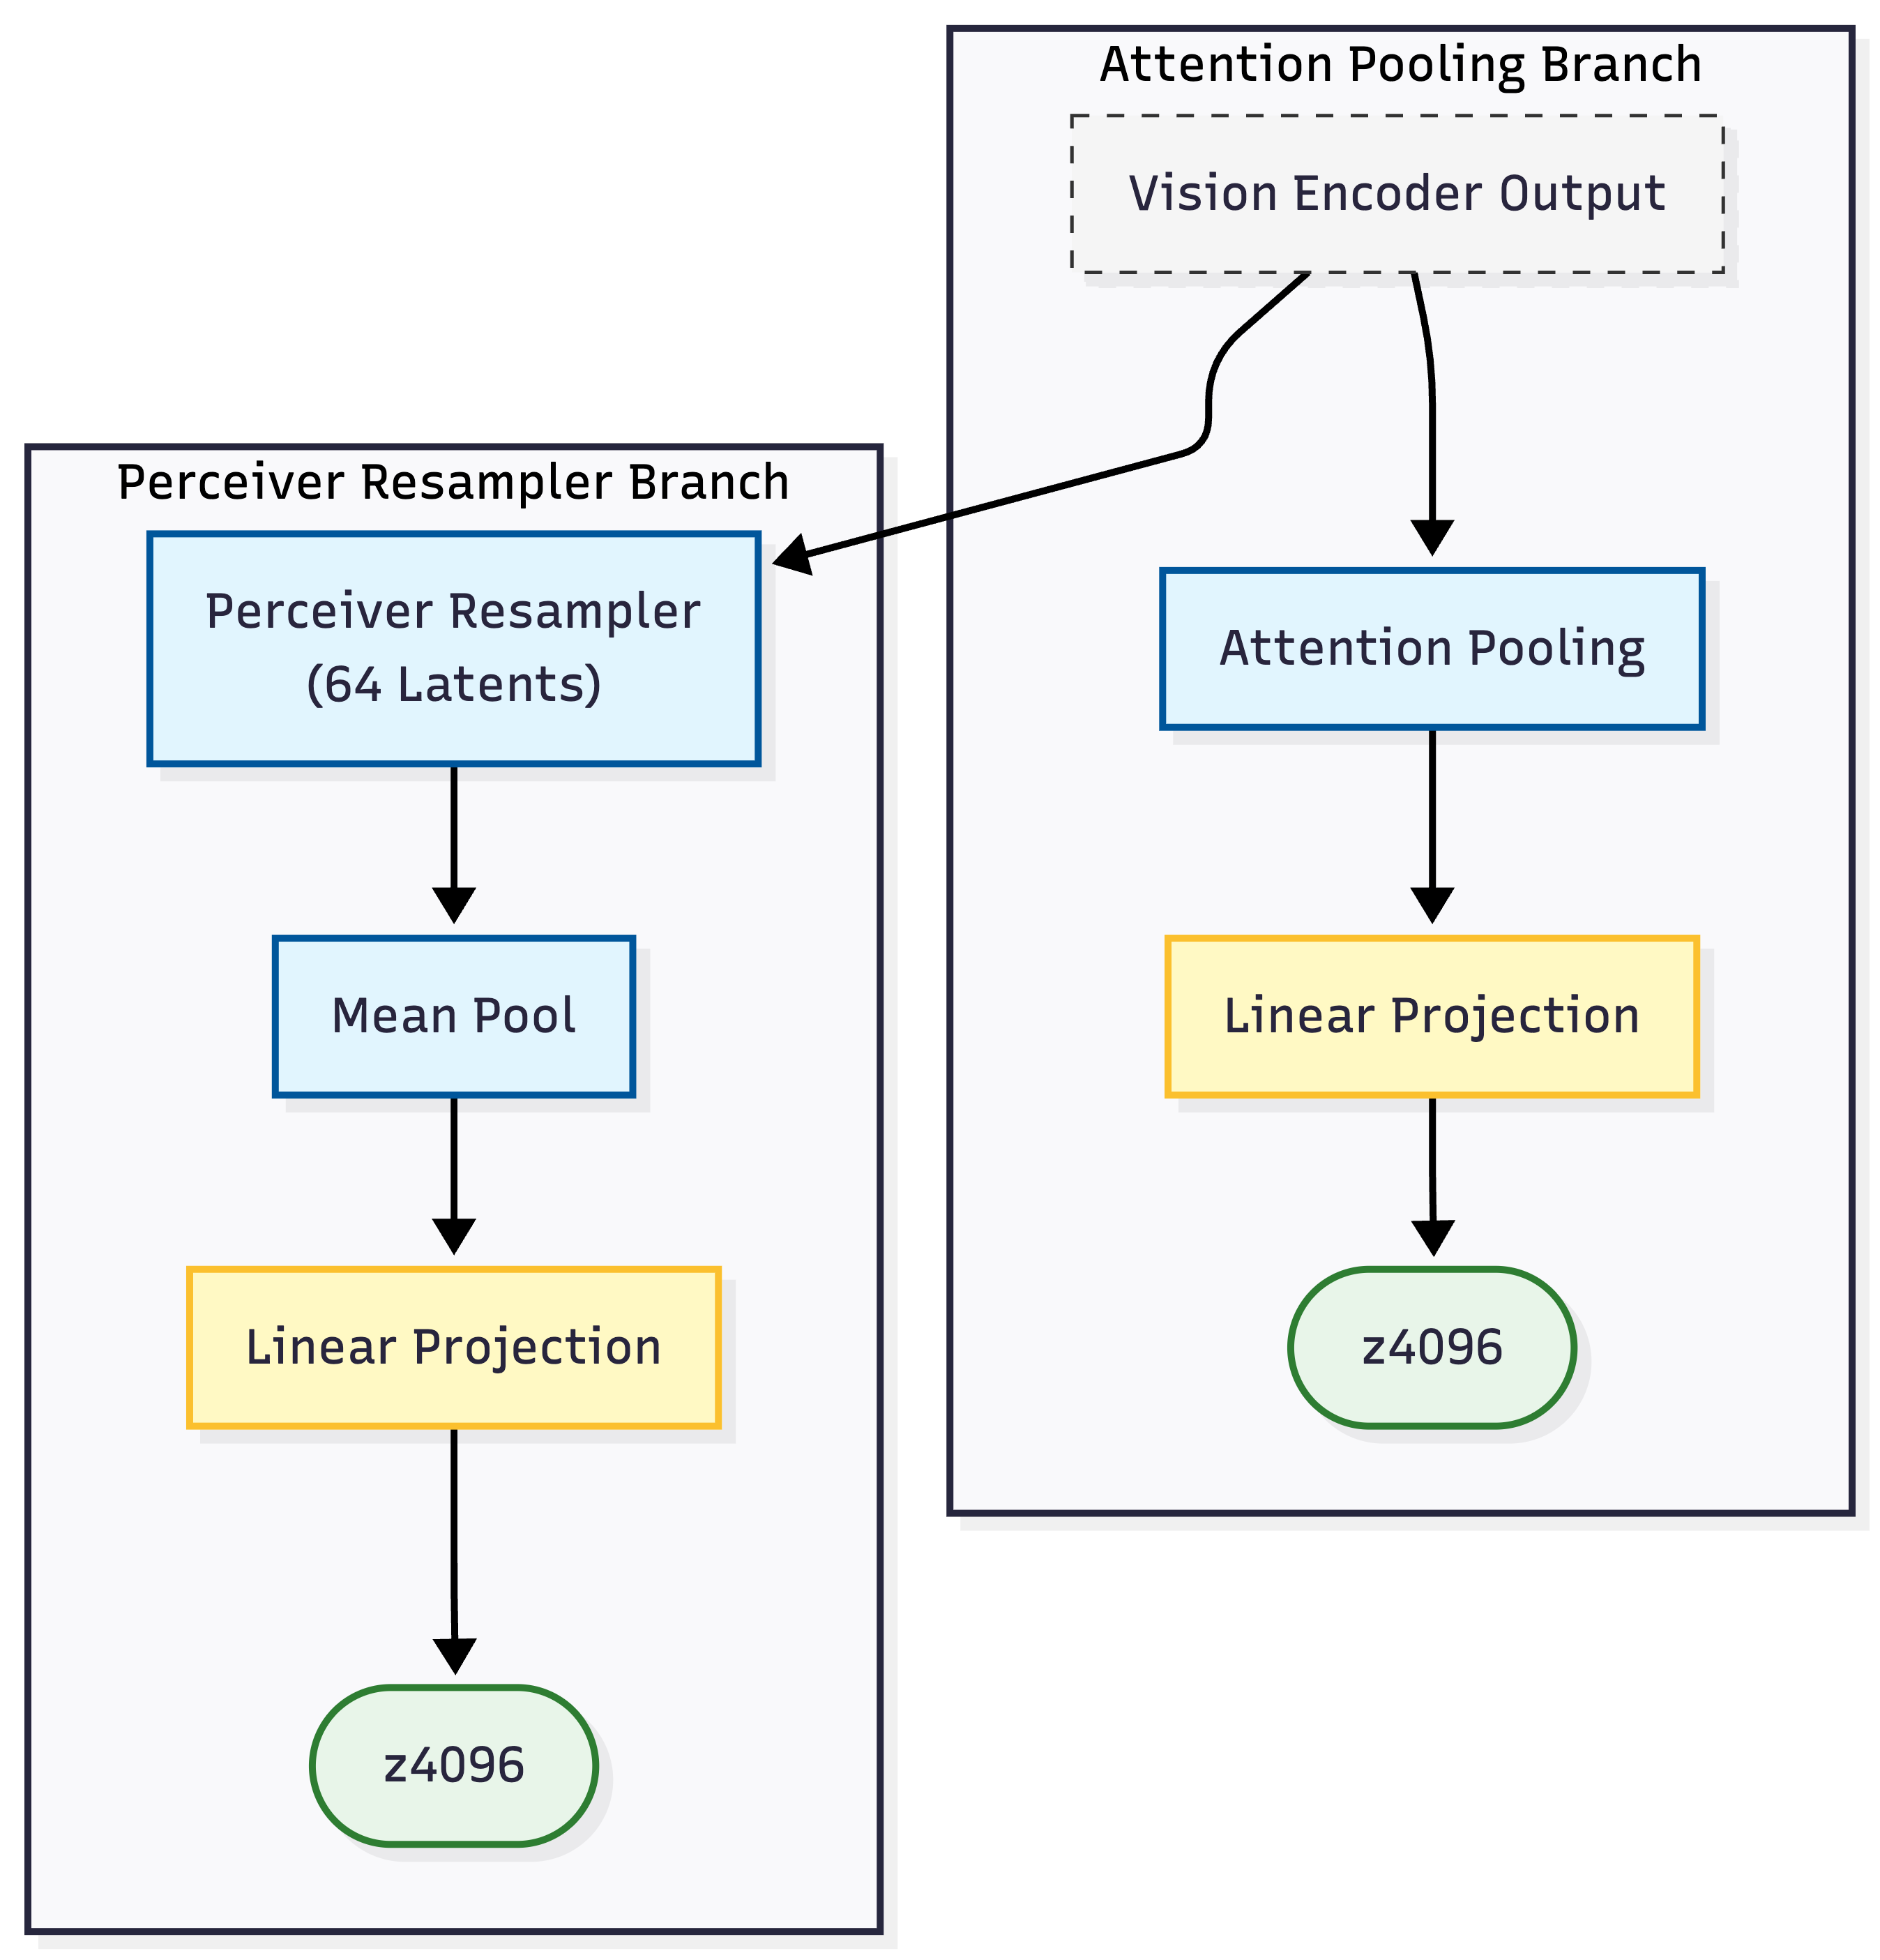 Attention Pooling Branch
Vision Encoder Output
Attention Pooling
Linear Projection
z4096
Perceiver Resampler Branch
Perceiver Resampler
(64 Latents)
Mean Pool
Linear Projection
z4096